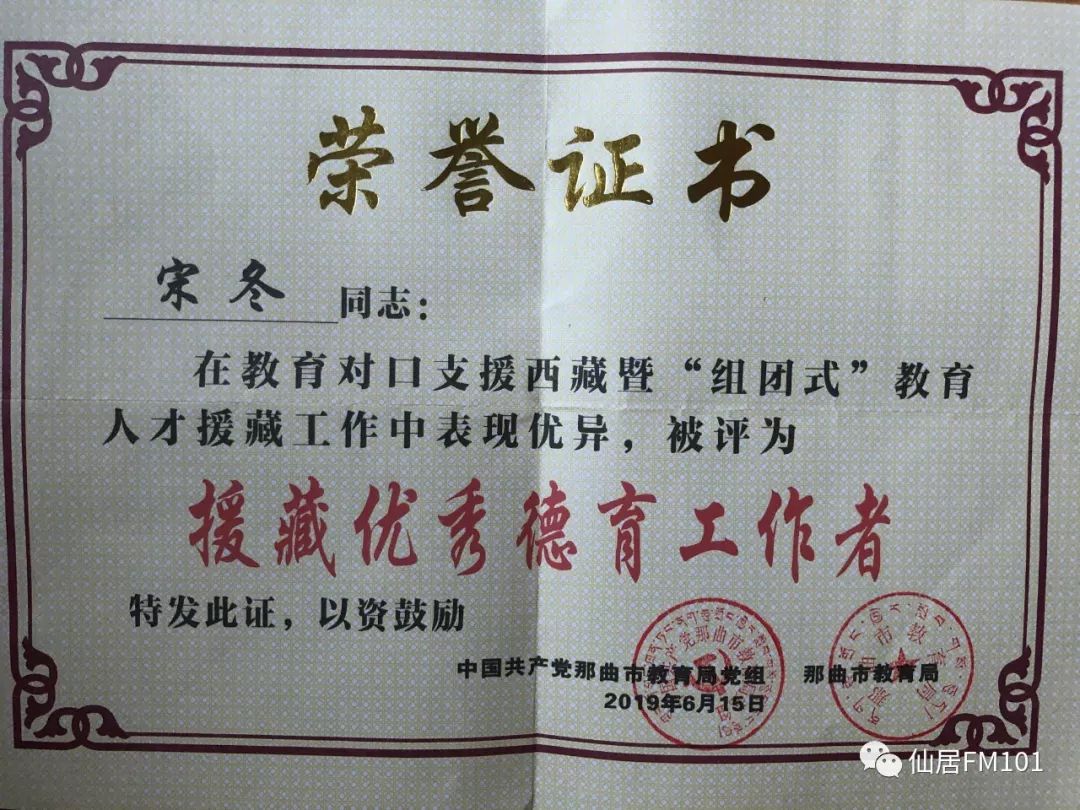 荣誉证书
宋冬 同志：
在教育对口支援西藏暨“组团式”教育
人才援藏工作中表现优异，被评为
援藏优秀德育工作者
特发此证，以资鼓励
中国共产党那曲市教育局党组 那曲市教育局
2019年6月15日
仙居FM101